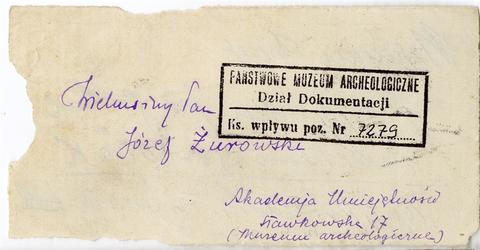 Wielmożny Pan
Józef Żurowski
PAŃSTWOWE MUZEUM ARCHEOLOGICZNE
Dział Dokumentacji
Ks. wpływu poz. Nr 7279
Akademja Umiejętności
Sławkowska 17
(Muzeum archeologiczne)